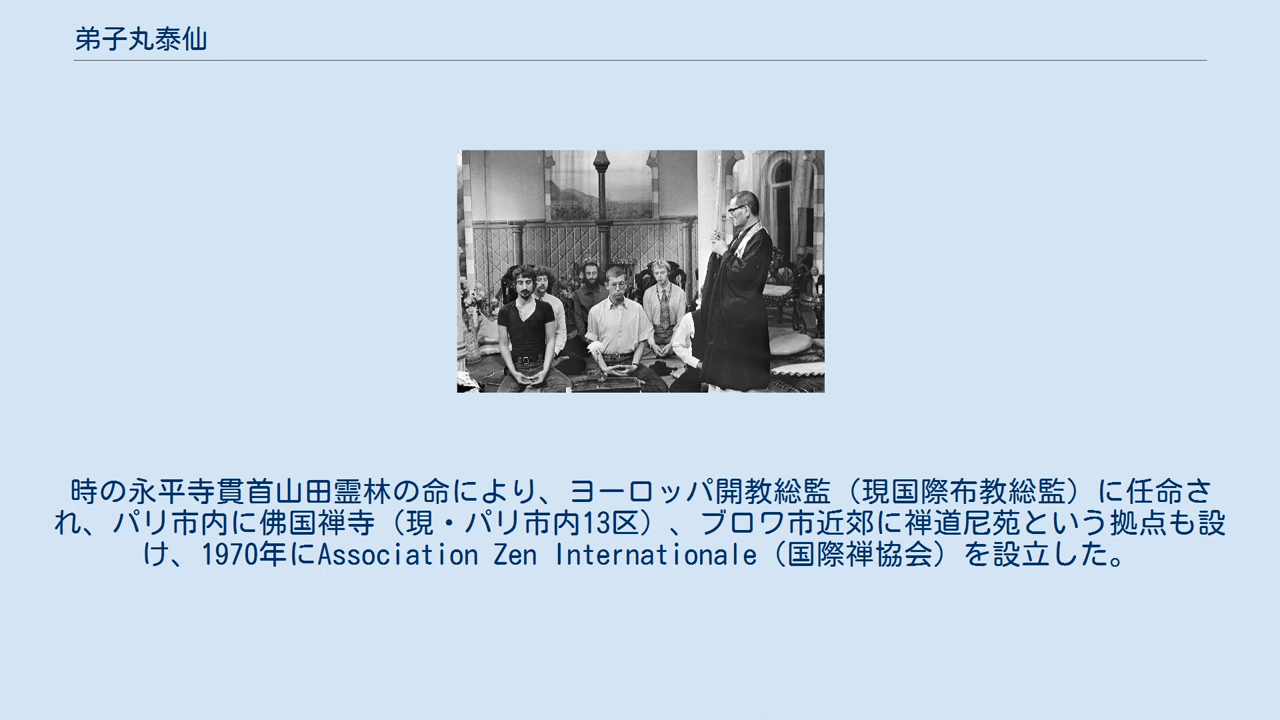 弟子丸泰仙
時の永平寺貫首山田霊林の命により、ヨーロッパ開教総監（現国際布教総監）に任命さ
れ、パリ市内に佛国禅寺（現・パリ市内13区）、ブロワ市近郊に禅道尼苑という拠点も設
け、1970年にAssociation Zen Internationale（国際禅協会）を設立した。